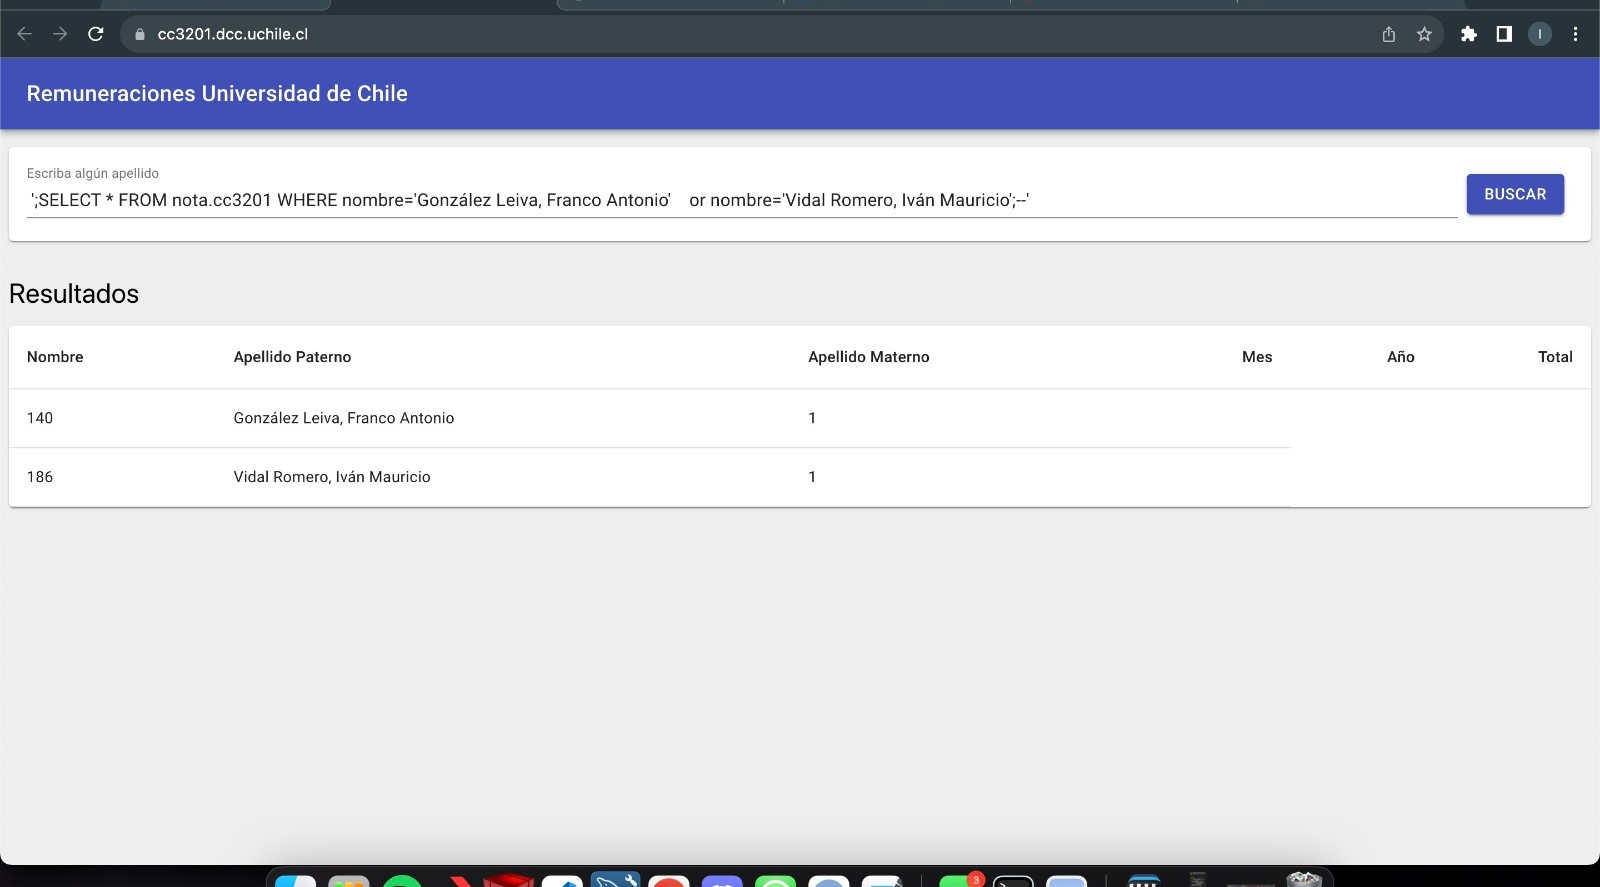 cc3201.dcc.uchile.cl
I
Remuneraciones Universidad de Chile
Escriba algún apellido
';SELECT * FROM nota.cc3201 WHERE nombre='González Leiva, Franco Antonio'    or nombre='Vidal Romero, Iván Mauricio';--'
BUSCAR
Resultados
Nombre Apellido Paterno Apellido Materno Mes Año Total
140 González Leiva, Franco Antonio 1
186 Vidal Romero, Iván Mauricio 1
3